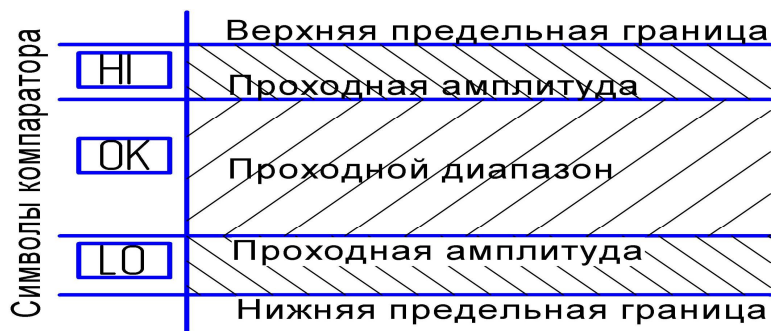 Символы компаратора
Верхняя предельная граница
HI
Проходная амплитуда
OK
Проходной диапазон
Проходная амплитуда
LO
Нижняя предельная граница